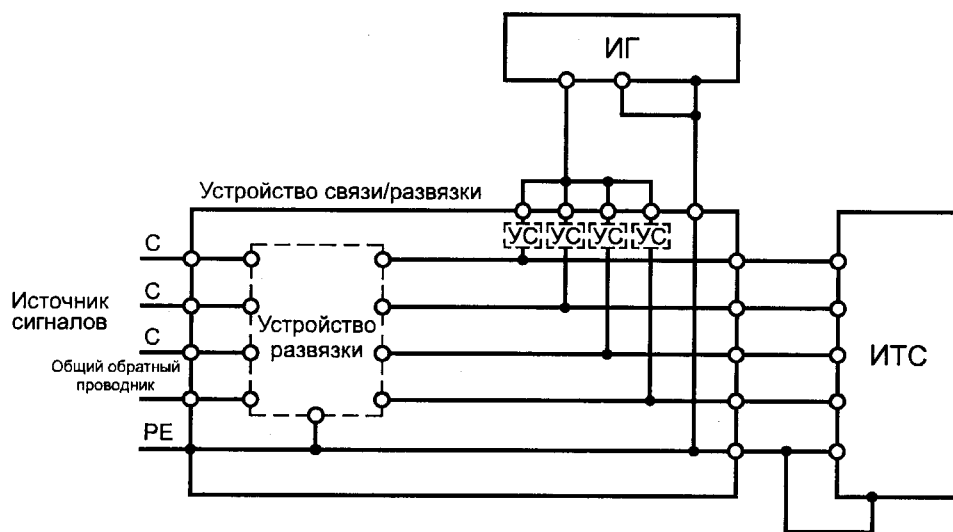 ИГ
Устройство связи/развязки
УС УС УС УС
С
Источник
сигналов
С
С
Общий обратный
проводник
PE
Устройство
развязки
ИТС